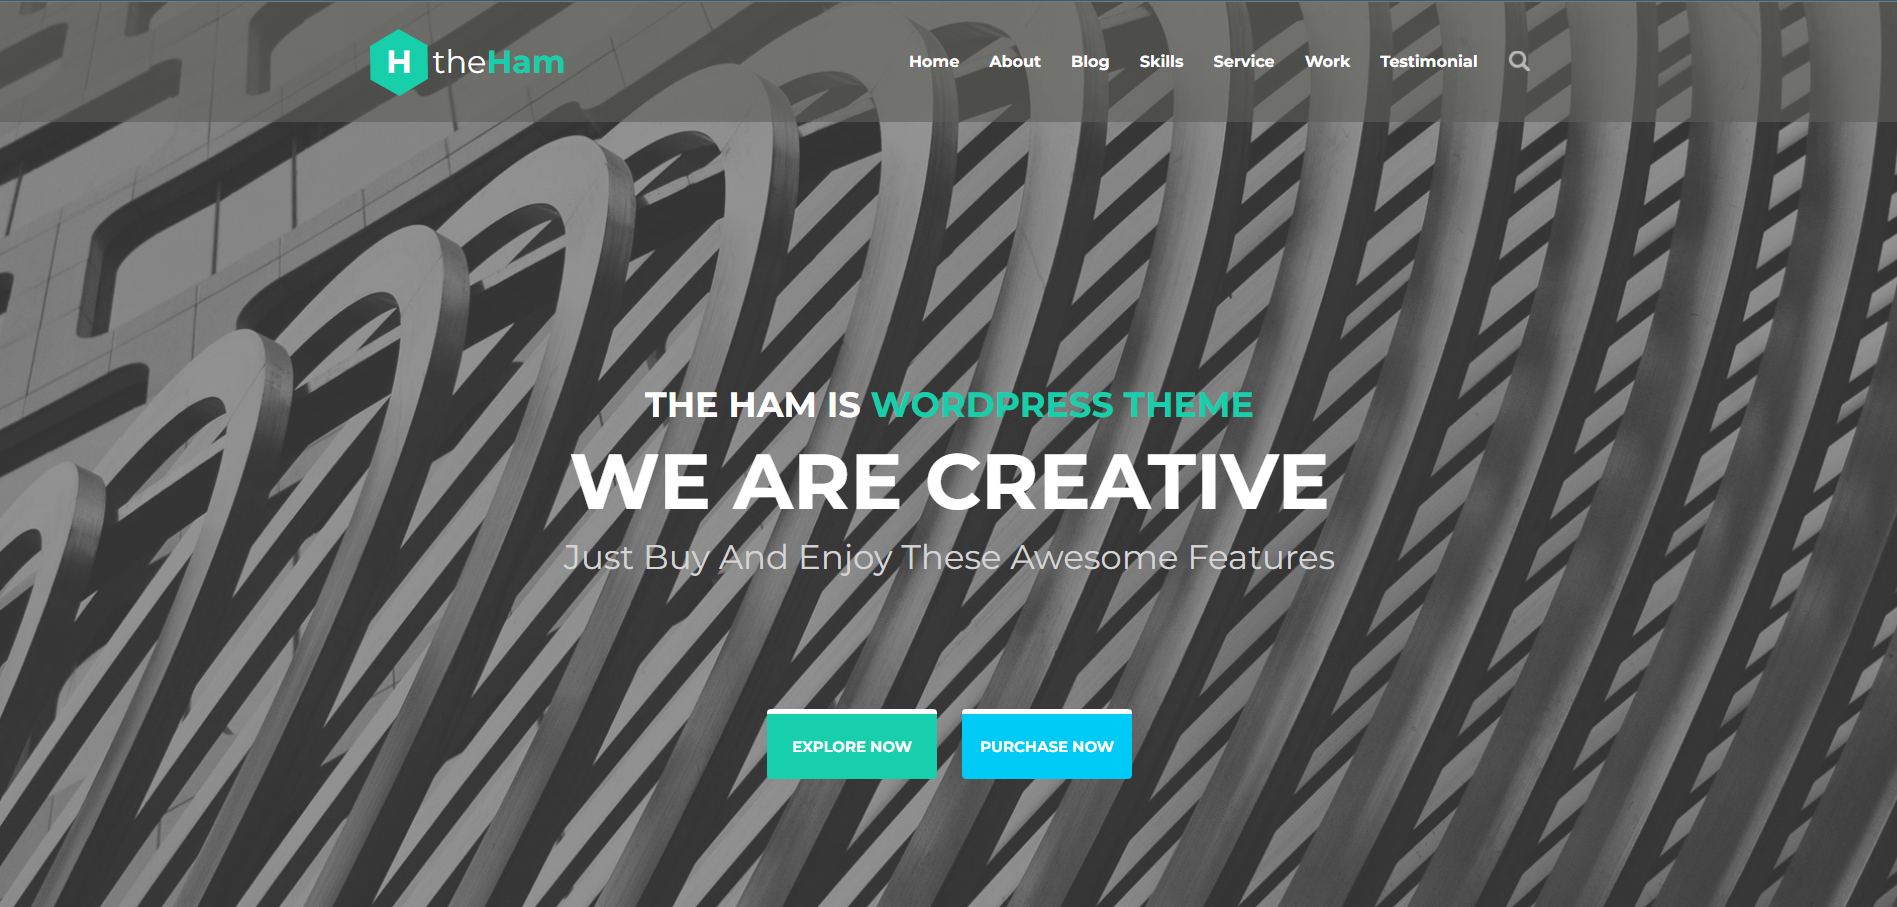 H theHam
Home About Blog Skills Service Work Testimonial
THE HAM IS WORDPRESS THEME
WE ARE CREATIVE
Just Buy And Enjoy These Awesome Features
EXPLORE NOW PURCHASE NOW